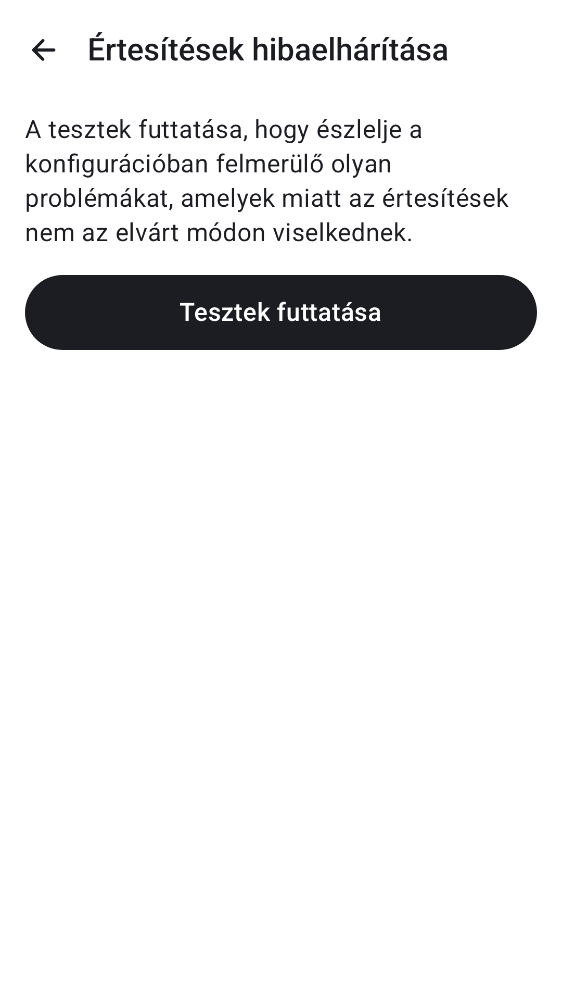 Értesítések hibaelhárítása
A tesztek futtatása, hogy észlelje a
konfigurációban felmerülő olyan
problémákat, amelyek miatt az értesítések
nem az elvárt módon viselkednek.
Tesztek futtatása